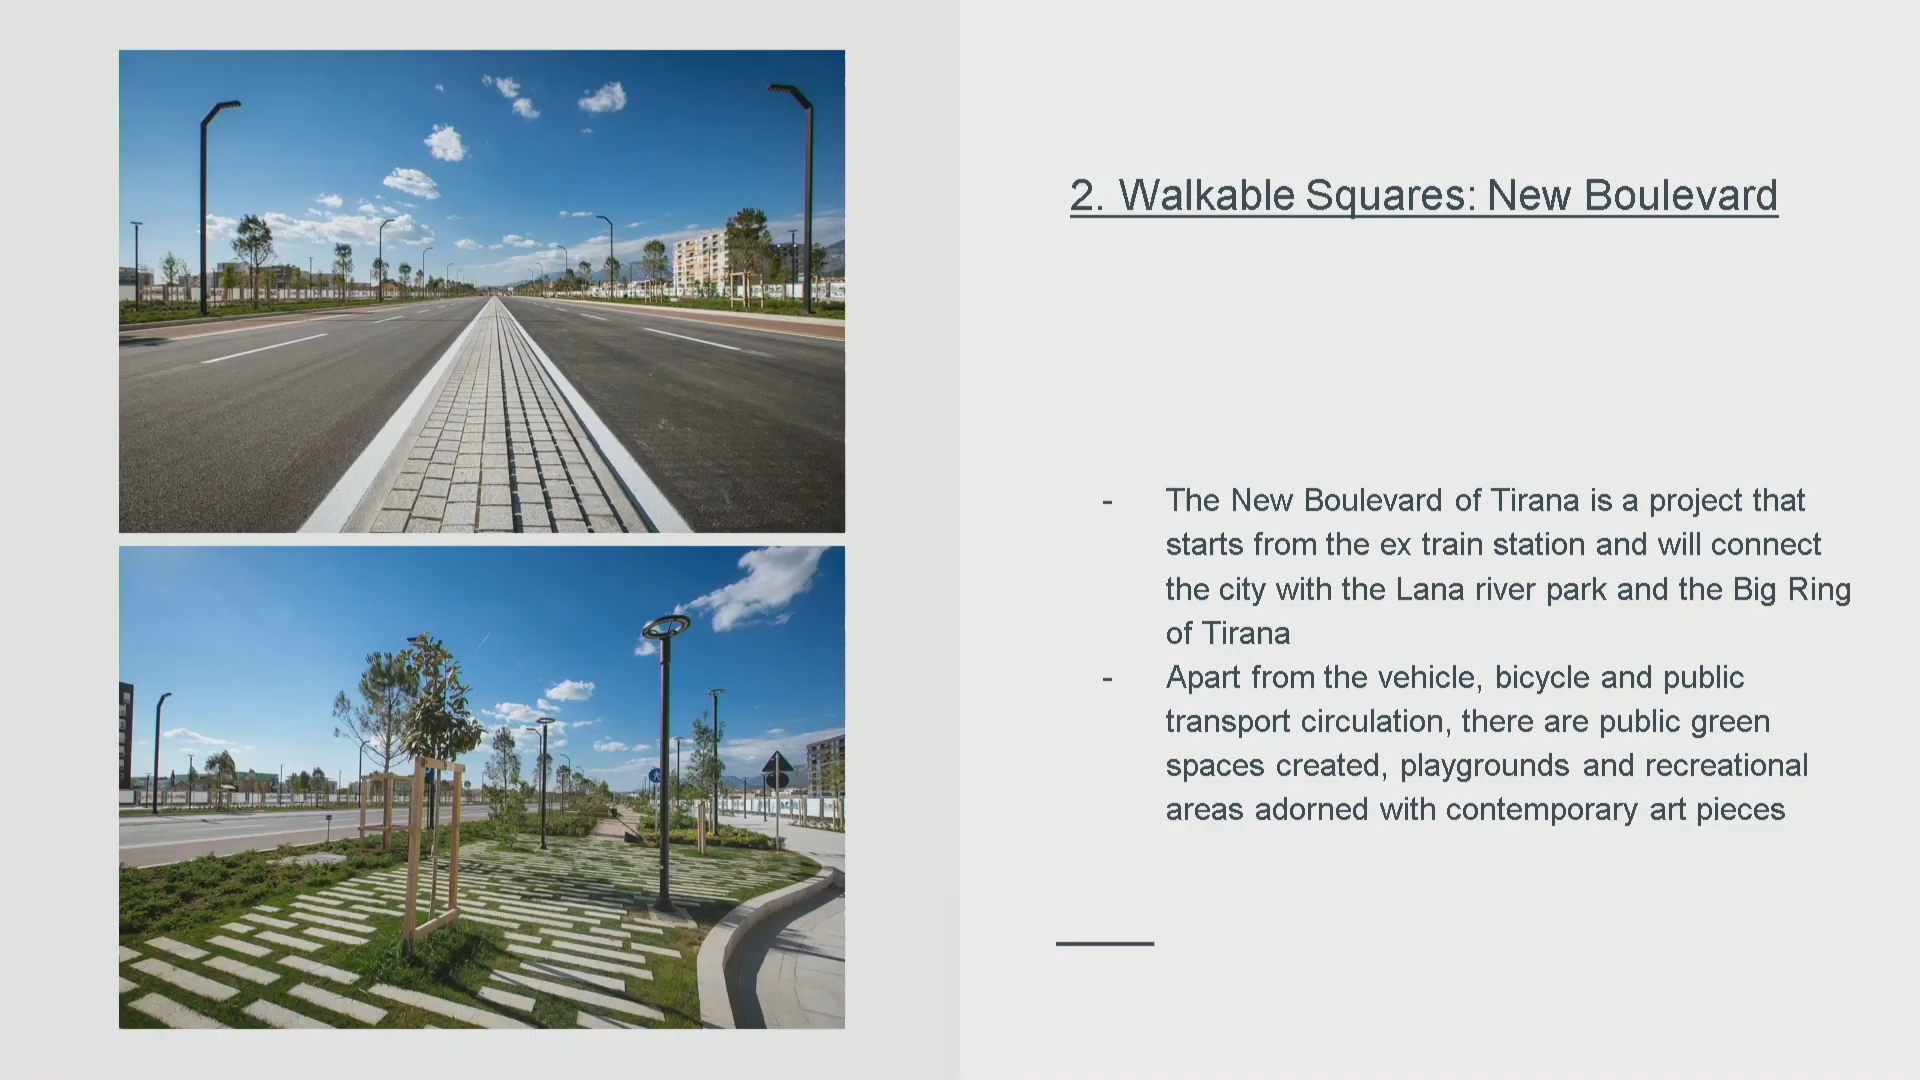 2. Walkable Squares: New Boulevard
- The New Boulevard of Tirana is a project that
starts from the ex train station and will connect
the city with the Lana river park and the Big Ring
of Tirana
- Apart from the vehicle, bicycle and public
transport circulation, there are public green
spaces created, playgrounds and recreational
areas adorned with contemporary art pieces